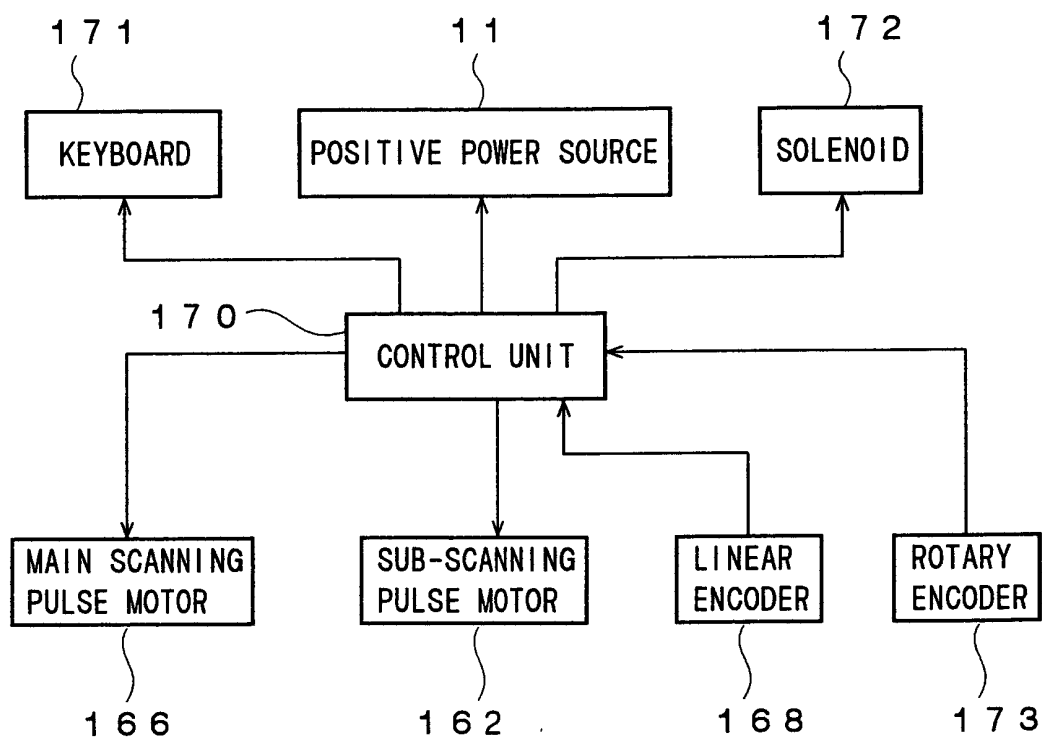 171
11
172
KEYBOARD
POSITIVE POWER SOURCE
SOLENOID
170
CONTROL UNIT
MAIN SCANNING
PULSE MOTOR
SUB-SCANNING
PULSE MOTOR
LINEAR
ENCODER
ROTARY
ENCODER
166
162
168
173